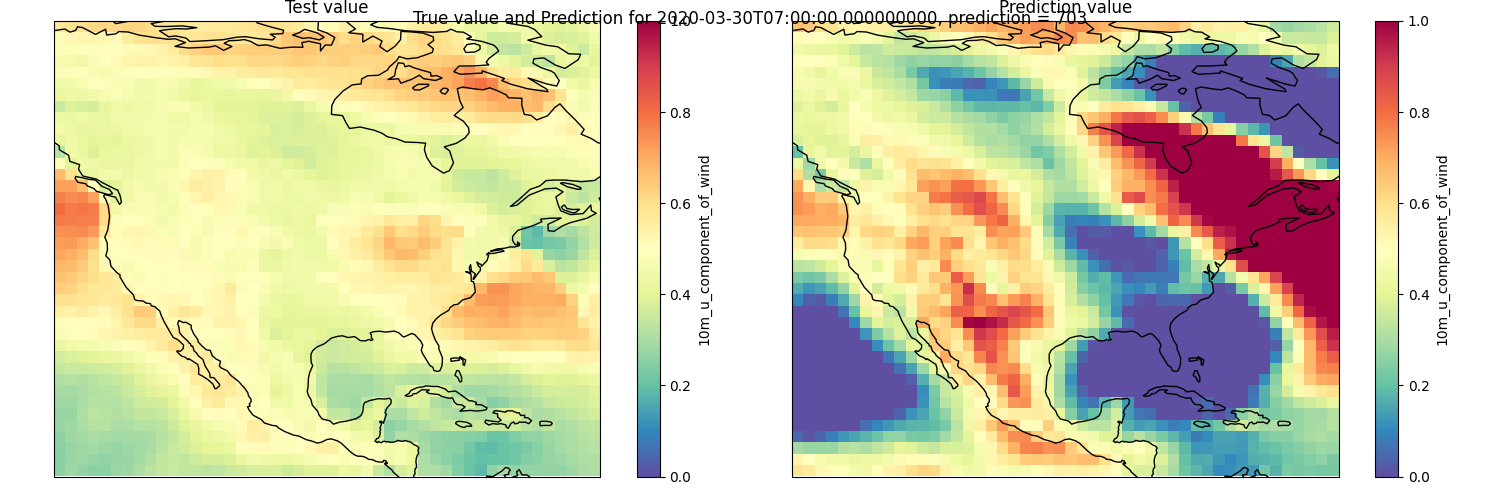 Test value
True value and Prediction for 2020-03-30T07:00:00.000000000, prediction = 703
Prediction value
1.0
0.8
0.6
0.4
0.2
0.0
10m_u_component_of_wind
1.0
0.8
0.6
0.4
0.2
0.0
10m_u_component_of_wind